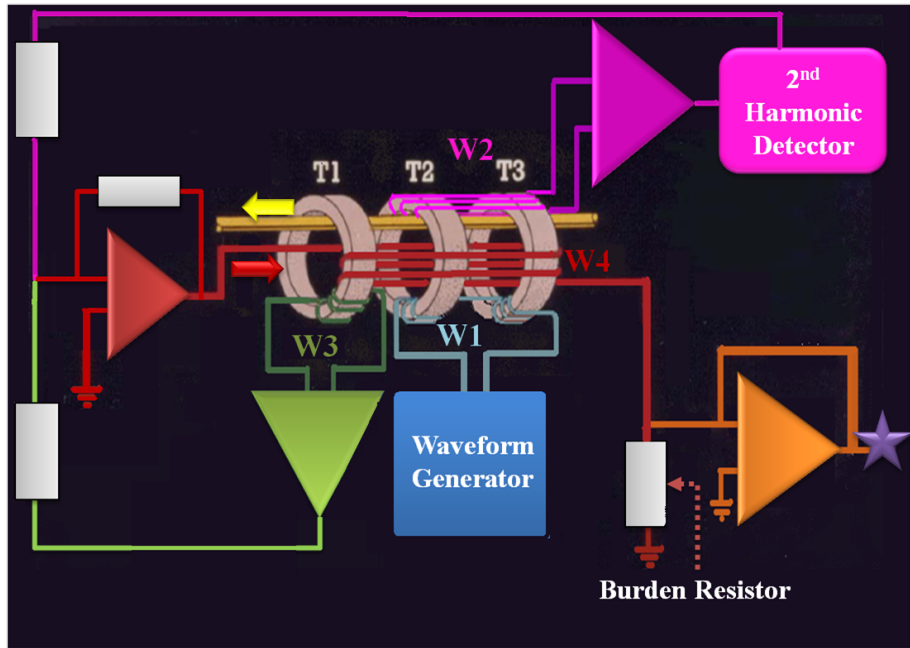 2nd
Harmonic
Detector
W2
T1
T2
T3
W4
W3
W1
Waveform
Generator
Burden Resistor